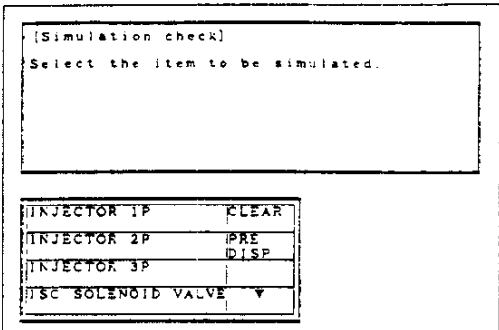 [Simulation check]
Select the item to be simulated.
INJECTOR 1P CLEAR
INJECTOR 2P PRE
DISP
INJECTOR 3P
ISC SOLENOID VALVE ▼